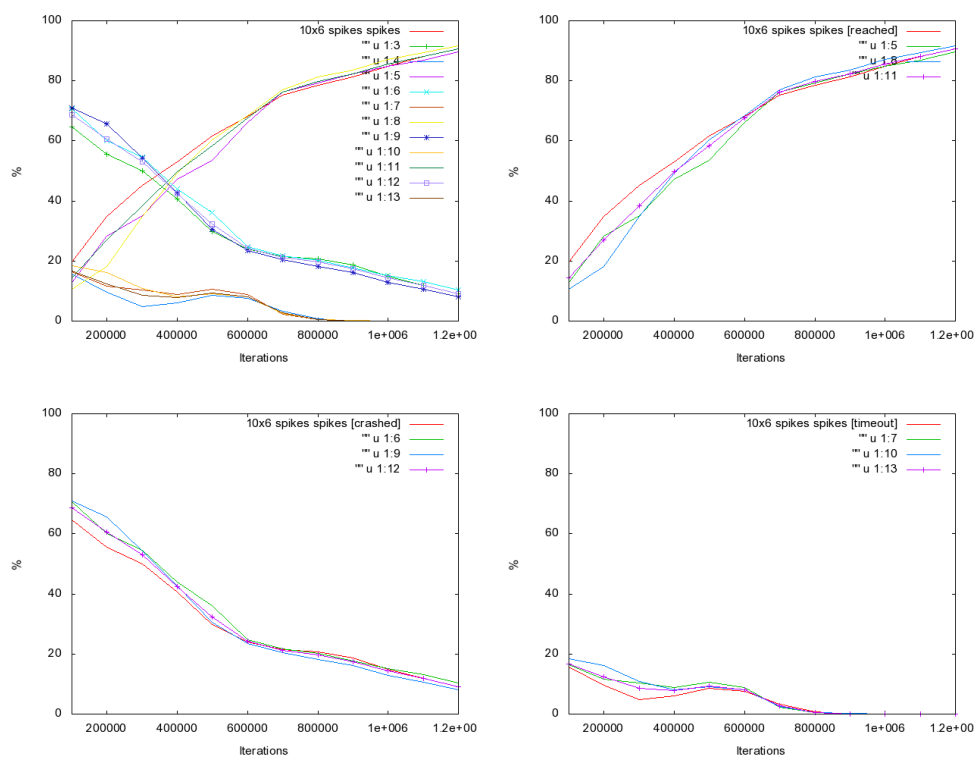 100
80
60
40
20
0
%
200000 400000 600000 800000 1e+006 1.2e+006
Iterations
10x6 spikes spikes
"" u 1:3
"" u 1:4
"" u 1:5
"" u 1:6
"" u 1:7
"" u 1:8
"" u 1:9
"" u 1:10
"" u 1:11
"" u 1:12
"" u 1:13
100
80
60
40
20
0
%
200000 400000 600000 800000 1e+006 1.2e+006
Iterations
10x6 spikes spikes [reached]
"" u 1:5
"" u 1:8
"" u 1:11
100
80
60
40
20
0
%
200000 400000 600000 800000 1e+006 1.2e+006
Iterations
10x6 spikes spikes [crashed]
"" u 1:6
"" u 1:9
"" u 1:12
100
80
60
40
20
0
%
200000 400000 600000 800000 1e+006 1.2e+006
Iterations
10x6 spikes spikes [timeout]
"" u 1:7
"" u 1:10
"" u 1:13